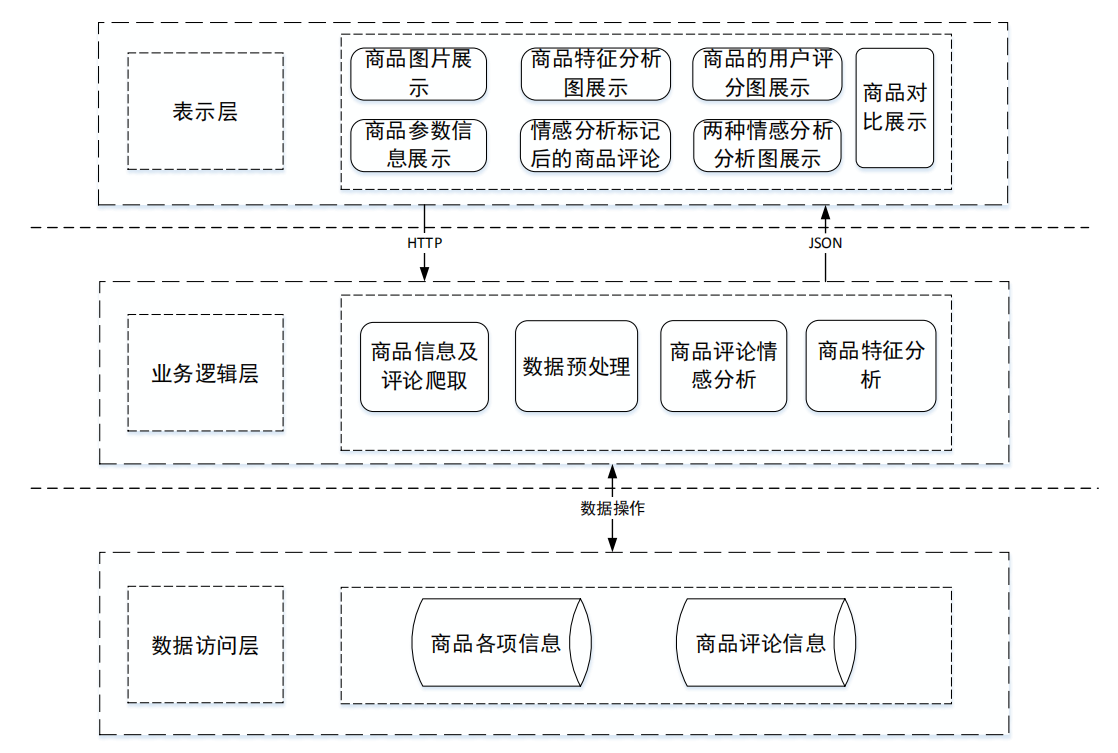 表示层
商品图片展
示
商品特征分析
图展示
商品的用户评
分图展示
商品对
比展示
商品参数信
息展示
情感分析标记
后的商品评论
两种情感分析
分析图展示
HTTP
JSON
业务逻辑层
商品信息及
评论爬取
数据预处理
商品评论情
感分析
商品特征分
析
数据操作
数据访问层
商品各项信息
商品评论信息